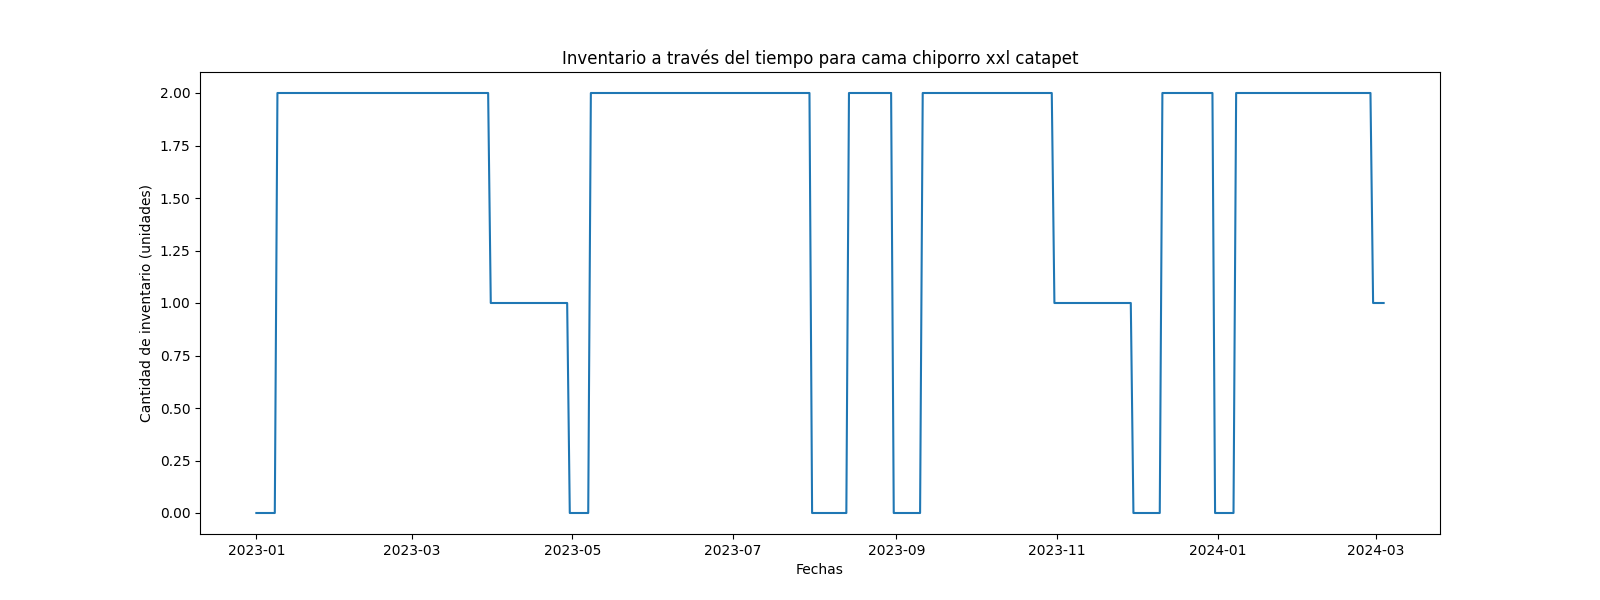 Inventario a través del tiempo para cama chiporro xxl catapet
Cantidad de inventario (unidades)
2.00
1.75
1.50
1.25
1.00
0.75
0.50
0.25
0.00
2023-01 2023-03 2023-05 2023-07 2023-09 2023-11 2024-01 2024-03
Fechas